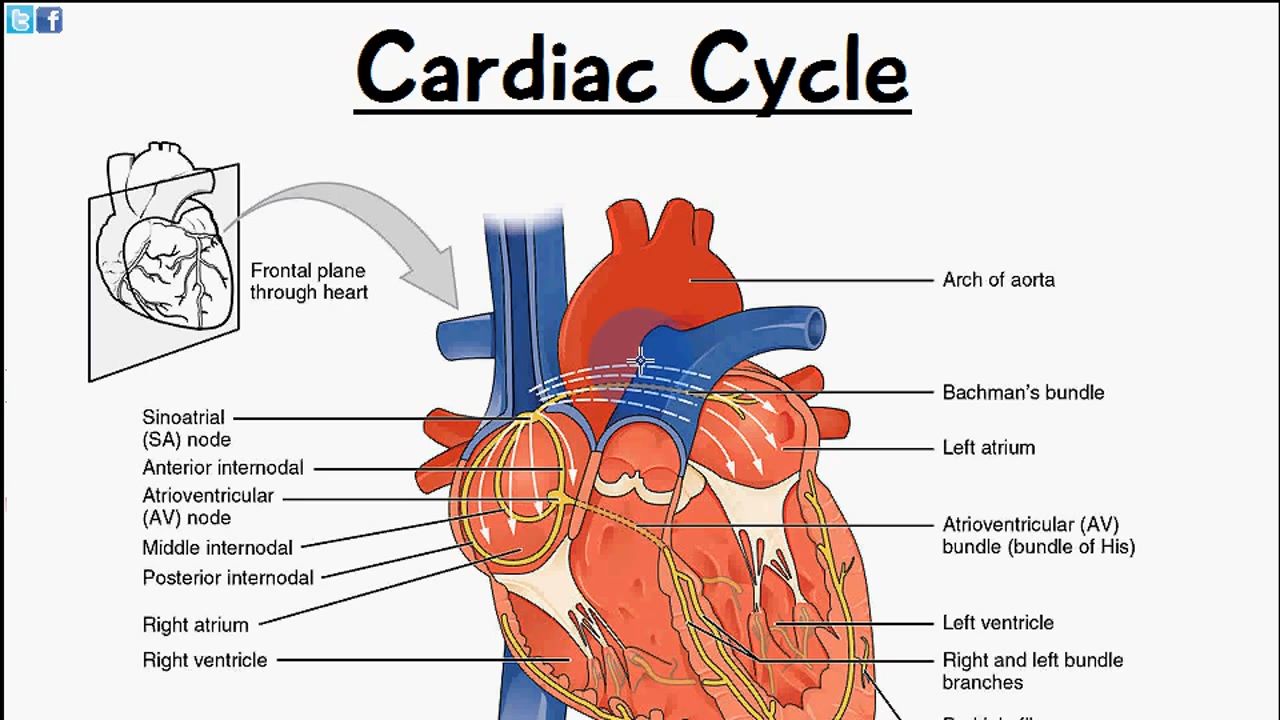 Cardiac Cycle
Frontal plane
through heart
Arch of aorta
Bachman's bundle
Left atrium
Atrioventricular (AV)
bundle (bundle of His)
Left ventricle
Right and left bundle
branches
Sinoatrial
(SA) node
Anterior internodal
Atrioventricular
(AV) node
Middle internodal
Posterior internodal
Right atrium
Right ventricle